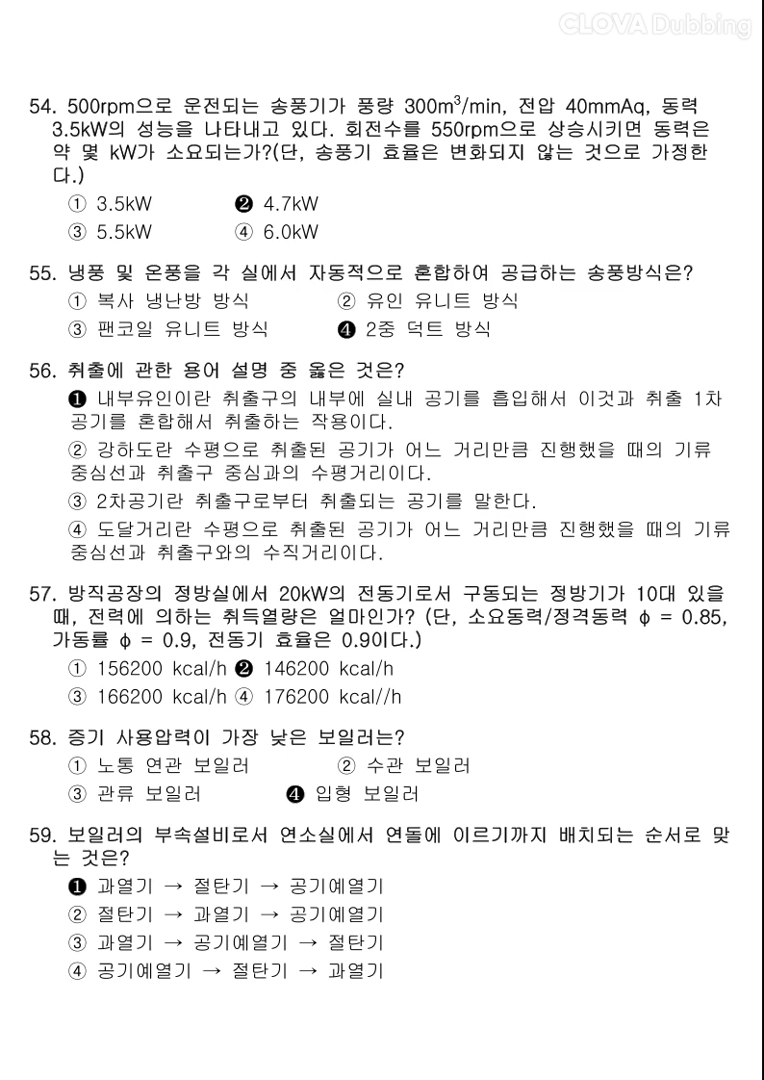 CLOVA Dubbing
54. 500rpm으로 운전되는 송풍기가 풍량 300m³/min, 전압 40mmAq, 동력
3.5kW의 성능을 나타내고 있다. 회전수를 550rpm으로 상승시키면 동력은
약 몇 kW가 소요되는가?(단, 송풍기 효율은 변화되지 않는 것으로 가정한
다.)
① 3.5kW ❷ 4.7kW
③ 5.5kW ④ 6.0kW
55. 냉풍 및 온풍을 각 실에서 자동적으로 혼합하여 공급하는 송풍방식은?
① 복사 냉난방 방식 ② 유인 유니트 방식
③ 팬코일 유니트 방식 ❹ 2중 덕트 방식
56. 취출에 관한 용어 설명 중 옳은 것은?
❶ 내부유인이란 취출구의 내부에 실내 공기를 흡입해서 이것과 취출 1차
공기를 혼합해서 취출하는 작용이다.
② 강하도란 수평으로 취출된 공기가 어느 거리만큼 진행했을 때의 기류
중심선과 취출구 중심과의 수평거리이다.
③ 2차공기란 취출구로부터 취출되는 공기를 말한다.
④ 도달거리란 수평으로 취출된 공기가 어느 거리만큼 진행했을 때의 기류
중심선과 취출구와의 수직거리이다.
57. 방직공장의 정방실에서 20kW의 전동기로서 구동되는 정방기가 10대 있을
때, 전력에 의하는 취득열량은 얼마인가? (단, 소요동력/정격동력 φ = 0.85,
가동률 φ = 0.9, 전동기 효율은 0.9이다.)
① 156200 kcal/h ❷ 146200 kcal/h
③ 166200 kcal/h ④ 176200 kcal//h
58. 증기 사용압력이 가장 낮은 보일러는?
① 노통 연관 보일러 ② 수관 보일러
③ 관류 보일러 ❹ 입형 보일러
59. 보일러의 부속설비로서 연소실에서 연돌에 이르기까지 배치되는 순서로 맞
는 것은?
❶ 과열기 → 절탄기 → 공기예열기
② 절탄기 → 과열기 → 공기예열기
③ 과열기 → 공기예열기 → 절탄기
④ 공기예열기 → 절탄기 → 과열기